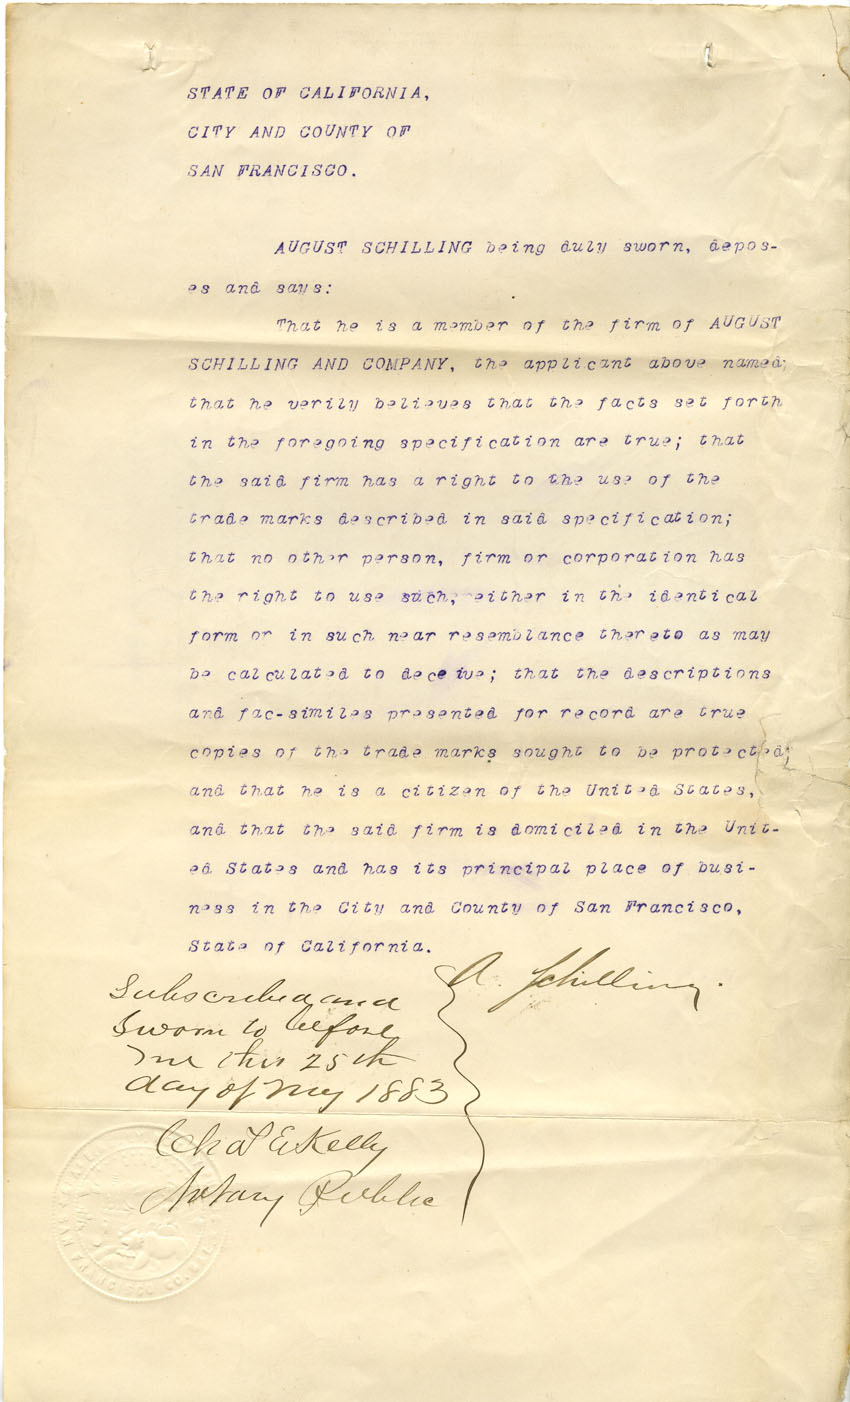 STATE OF CALIFORNIA,
CITY AND COUNTY OF
SAN FRANCISCO.
AUGUST SCHILLING being duly sworn, depos-
es and says:
That he is a member of the firm of AUGUST
SCHILLING AND COMPANY, the applicant above named;
that he verily believes that the facts set forth
in the foregoing specification are true; that
the said firm has a right to the use of the
trade marks described in said specification;
that no other person, firm or corporation has
the right to use such, either in the identical
form or in such near resemblance thereto as may
be calculated to deceive; that the descriptions
and fac-similes presented for record are true
copies of the trade marks sought to be protected;
and that he is a citizen of the United States,
and that the said firm is domiciled in the Unit-
ed States and has its principal place of busi-
ness in the City and County of San Francisco,
State of California.
A. Schilling.
Subscribed and
Sworn to before
me this 25th
day of May 1883
Chas E Kelly
Notary Public
SAN FRANCISCO CO. CAL.